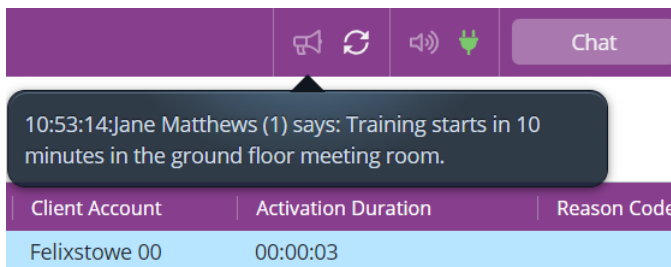 Chat
10:53:14:Jane Matthews (1) says: Training starts in 10
minutes in the ground floor meeting room.
Client Account Activation Duration Reason Code
Felixstowe 00 00:00:03